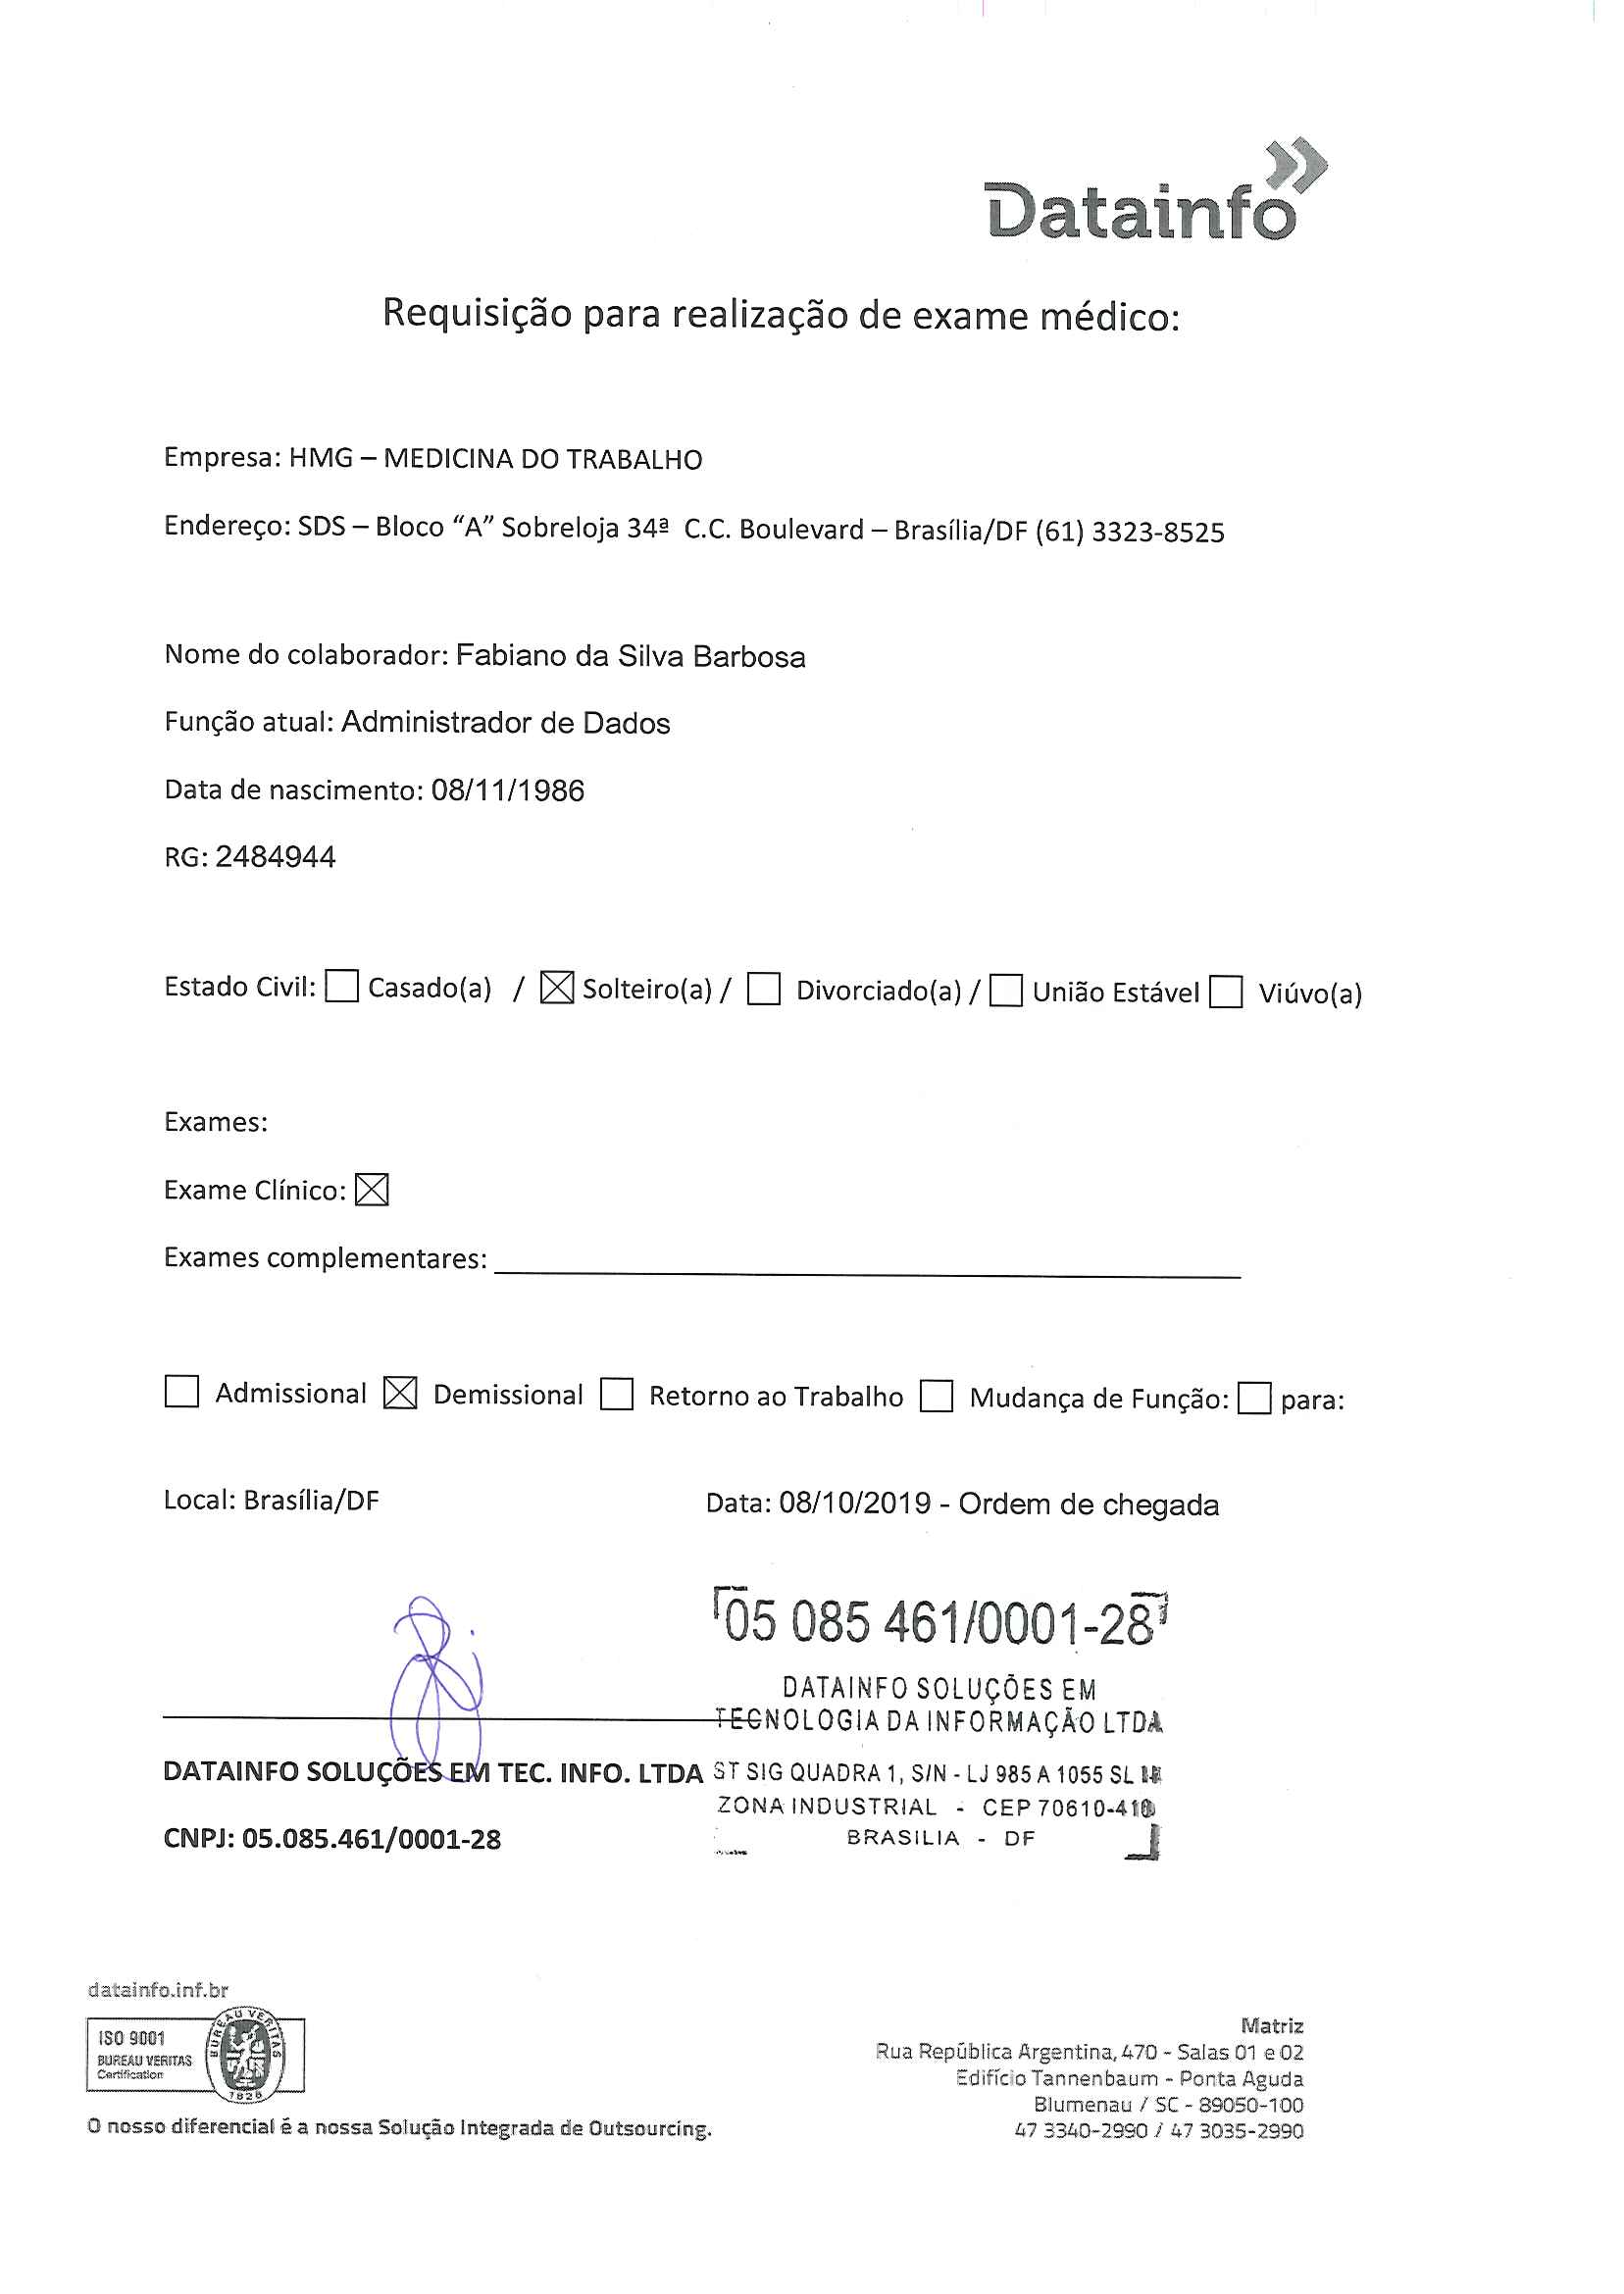 Datainfo
Requisição para realização de exame médico:
Empresa: HMG – MEDICINA DO TRABALHO
Endereço: SDS – Bloco “A” Sobreloja 34ª C.C. Boulevard – Brasília/DF (61) 3323-8525
Nome do colaborador: Fabiano da Silva Barbosa
Função atual: Administrador de Dados
Data de nascimento: 08/11/1986
RG: 2484944
Estado Civil: ☐ Casado(a) / ☒ Solteiro(a) / ☐ Divorciado(a) / ☐ União Estável ☐ Viúvo(a)
Exames:
Exame Clínico: ☒
Exames complementares:
☐ Admissional ☒ Demissional ☐ Retorno ao Trabalho ☐ Mudança de Função: ☐ para:
Local: Brasília/DF Data: 08/10/2019 - Ordem de chegada
05 085 461/0001-28
DATAINFO SOLUÇÕES EM
TECNOLOGIA DA INFORMAÇÃO LTDA
DATAINFO SOLUÇÕES EM TEC. INFO. LTDA
ST SIG QUADRA 1, S/N - LJ 985 A 1055 SL
ZONA INDUSTRIAL - CEP 70610-410
CNPJ: 05.085.461/0001-28
BRASILIA - DF
datainfo.inf.br
ISO 9001
BUREAU VERITAS
Certification
BUREAU VERITAS
1828
O nosso diferencial é a nossa Solução Integrada de Outsourcing.
Matriz
Rua República Argentina, 470 - Salas 01 e 02
Edifício Tannenbaum - Ponta Aguda
Blumenau / SC - 89050-100
47 3340-2990 / 47 3035-2990